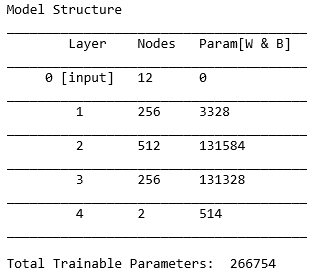 Model Structure
Layer Nodes Param[W & B]
0 [input] 12 0
1 256 3328
2 512 131584
3 256 131328
4 2 514
Total Trainable Parameters: 266754